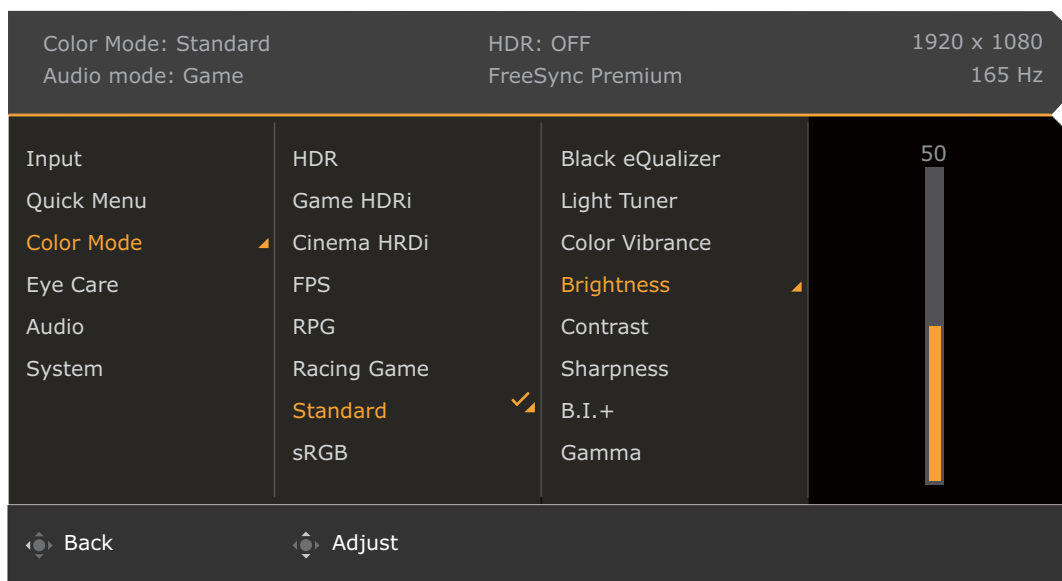 Color Mode: Standard
Audio mode: Game
HDR: OFF
FreeSync Premium
1920 x 1080
165 Hz
Input
Quick Menu
Color Mode
Eye Care
Audio
System
HDR
Game HDRi
Cinema HRDi
FPS
RPG
Racing Game
Standard
sRGB
Black eQualizer
Light Tuner
Color Vibrance
Brightness
Contrast
Sharpness
B.I.+
Gamma
50
Back
Adjust